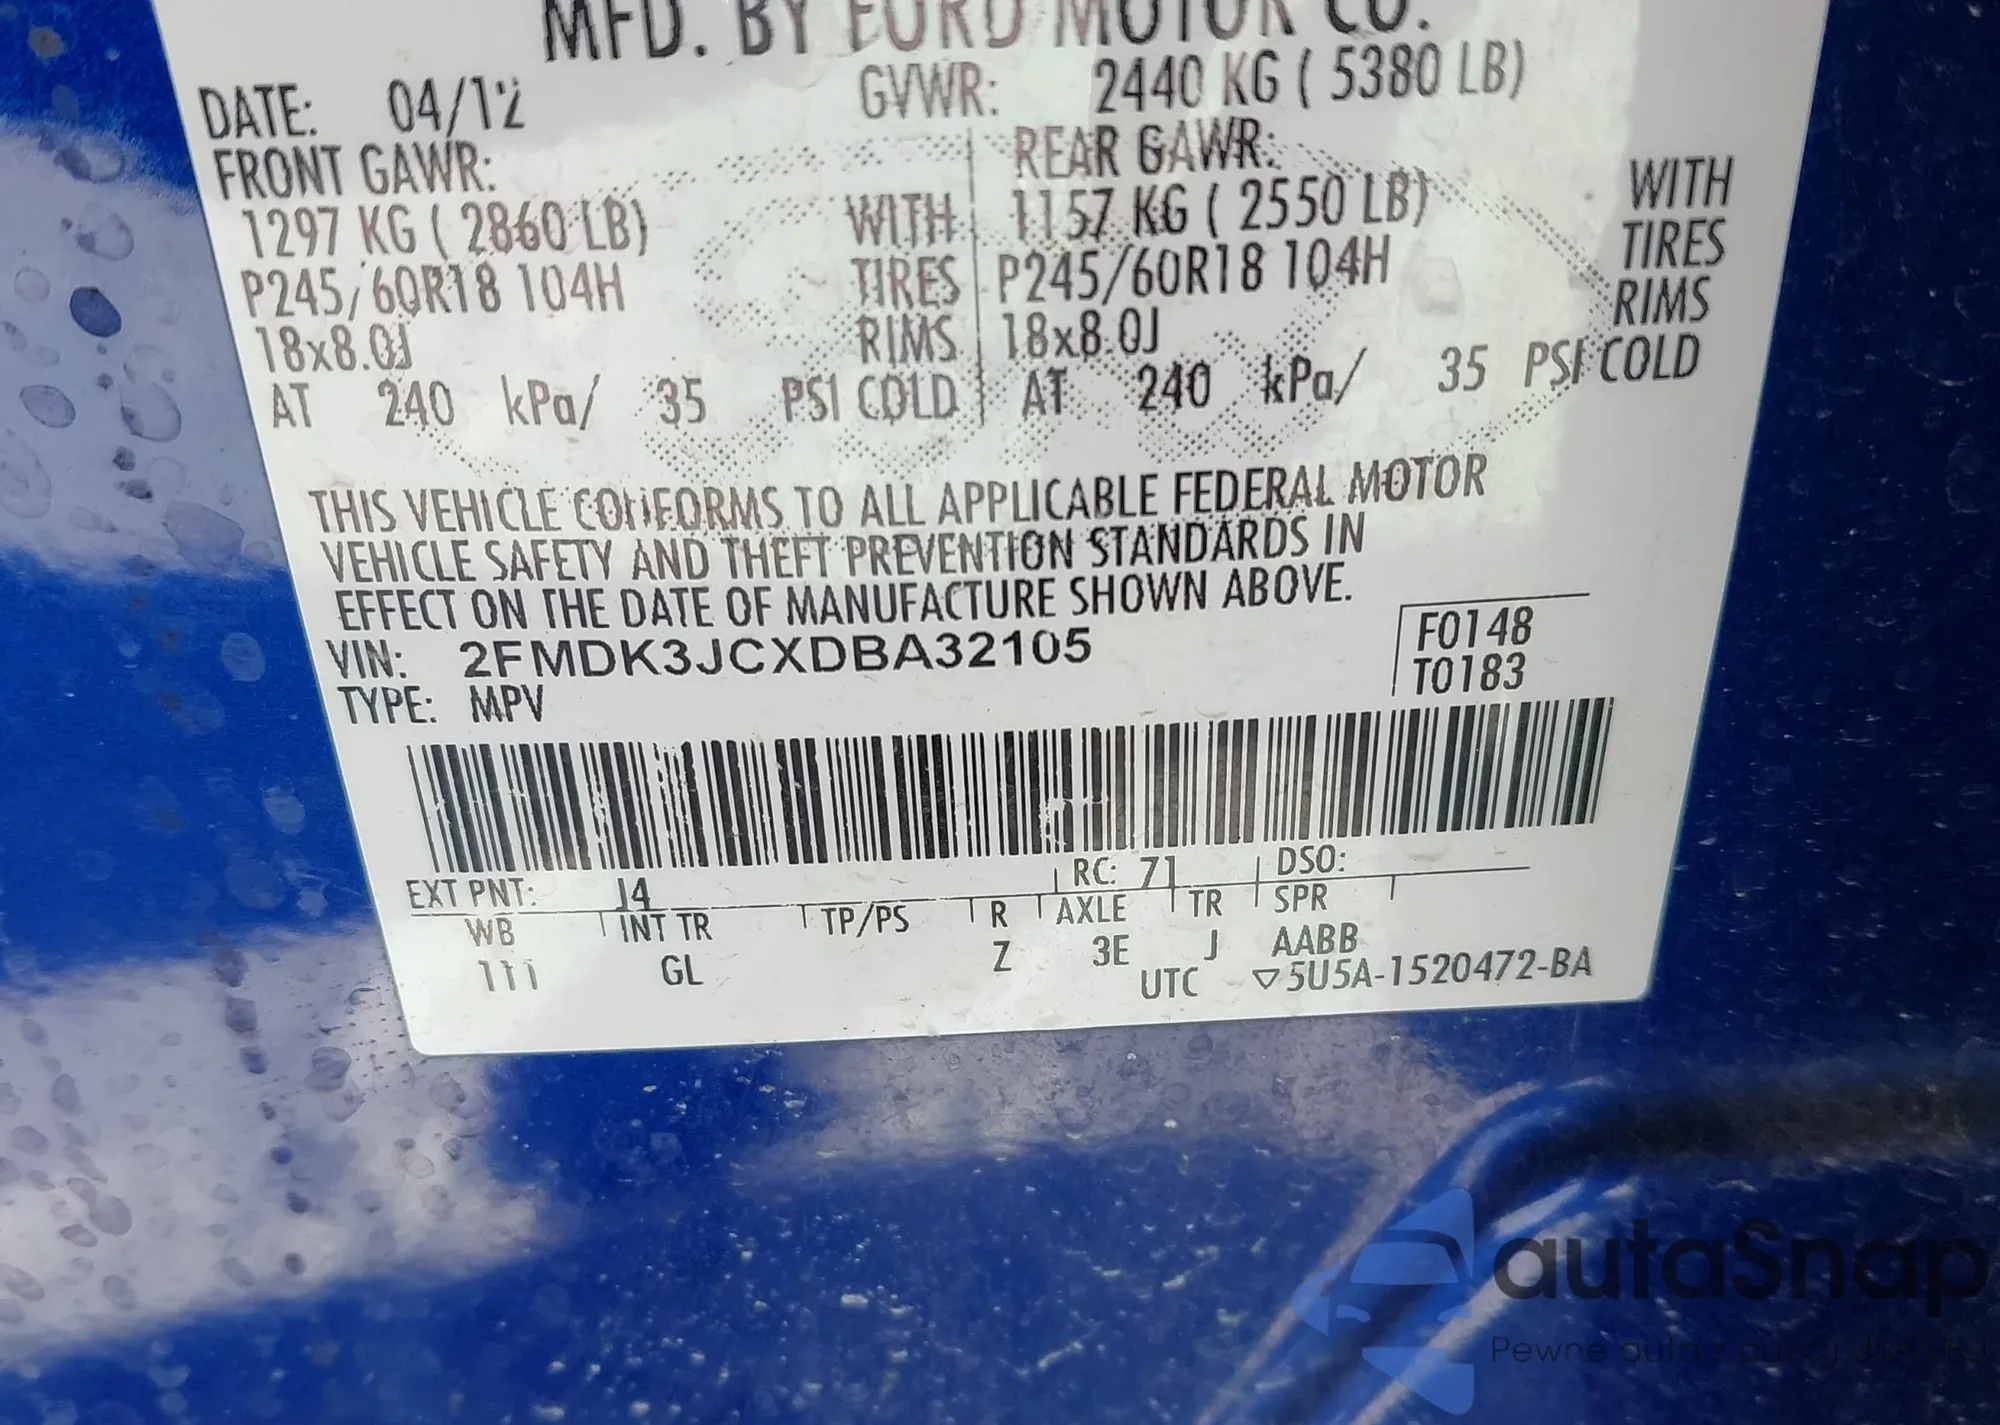 MFD. BY FORD MOTOR CO.
DATE: 04/12 GVWR: 2440 KG ( 5380 LB)
FRONT GAWR: REAR GAWR:
1297 KG ( 2860 LB) WITH 1157 KG ( 2550 LB) WITH
P245/60R18 104H TIRES P245/60R18 104H TIRES
18x8.0J RIMS 18x8.0J RIMS
AT 240 kPa/ 35 PSI COLD AT 240 kPa/ 35 PSI COLD
THIS VEHICLE CONFORMS TO ALL APPLICABLE FEDERAL MOTOR
VEHICLE SAFETY AND THEFT PREVENTION STANDARDS IN
EFFECT ON THE DATE OF MANUFACTURE SHOWN ABOVE.
VIN: 2FMDK3JCXDBA32105 F0148
TYPE: MPV T0183
EXT PNT: J4 RC: 71 DSO:
WB INT TR TP/PS R AXLE TR SPR
111 GL Z 3E J AABB
UTC ▽5U5A-1520472-BA
autoSnap
Pewne auta z aukcji USA